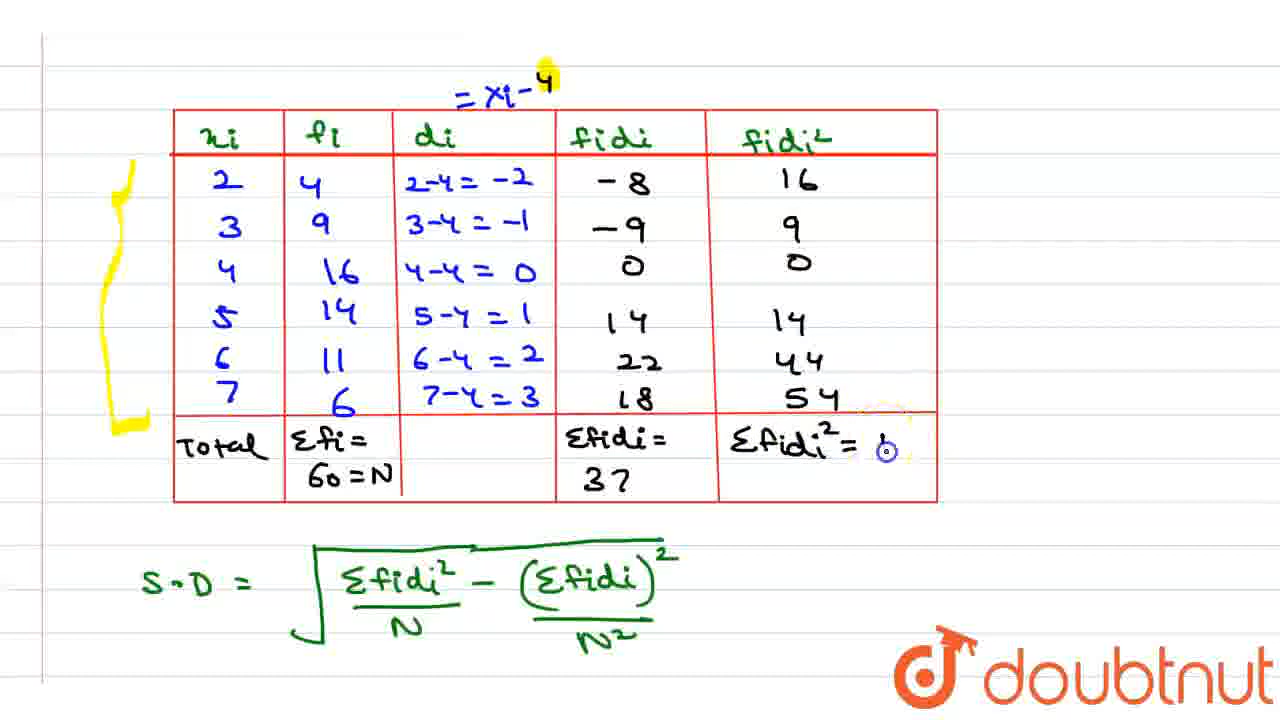 = xi - 4
xi fi di fidi fidi²
2 4 2-4 = -2 -8 16
3 9 3-4 = -1 -9 9
4 16 4-4 = 0 0 0
5 14 5-4 = 1 14 14
6 11 6-4 = 2 22 44
7 6 7-4 = 3 18 54
Total Σfi = Σfidi = Σfidi² = 1
60 = N 37
S.D = √(Σfidi²/N - (Σfidi)²/N²)
doubtnut